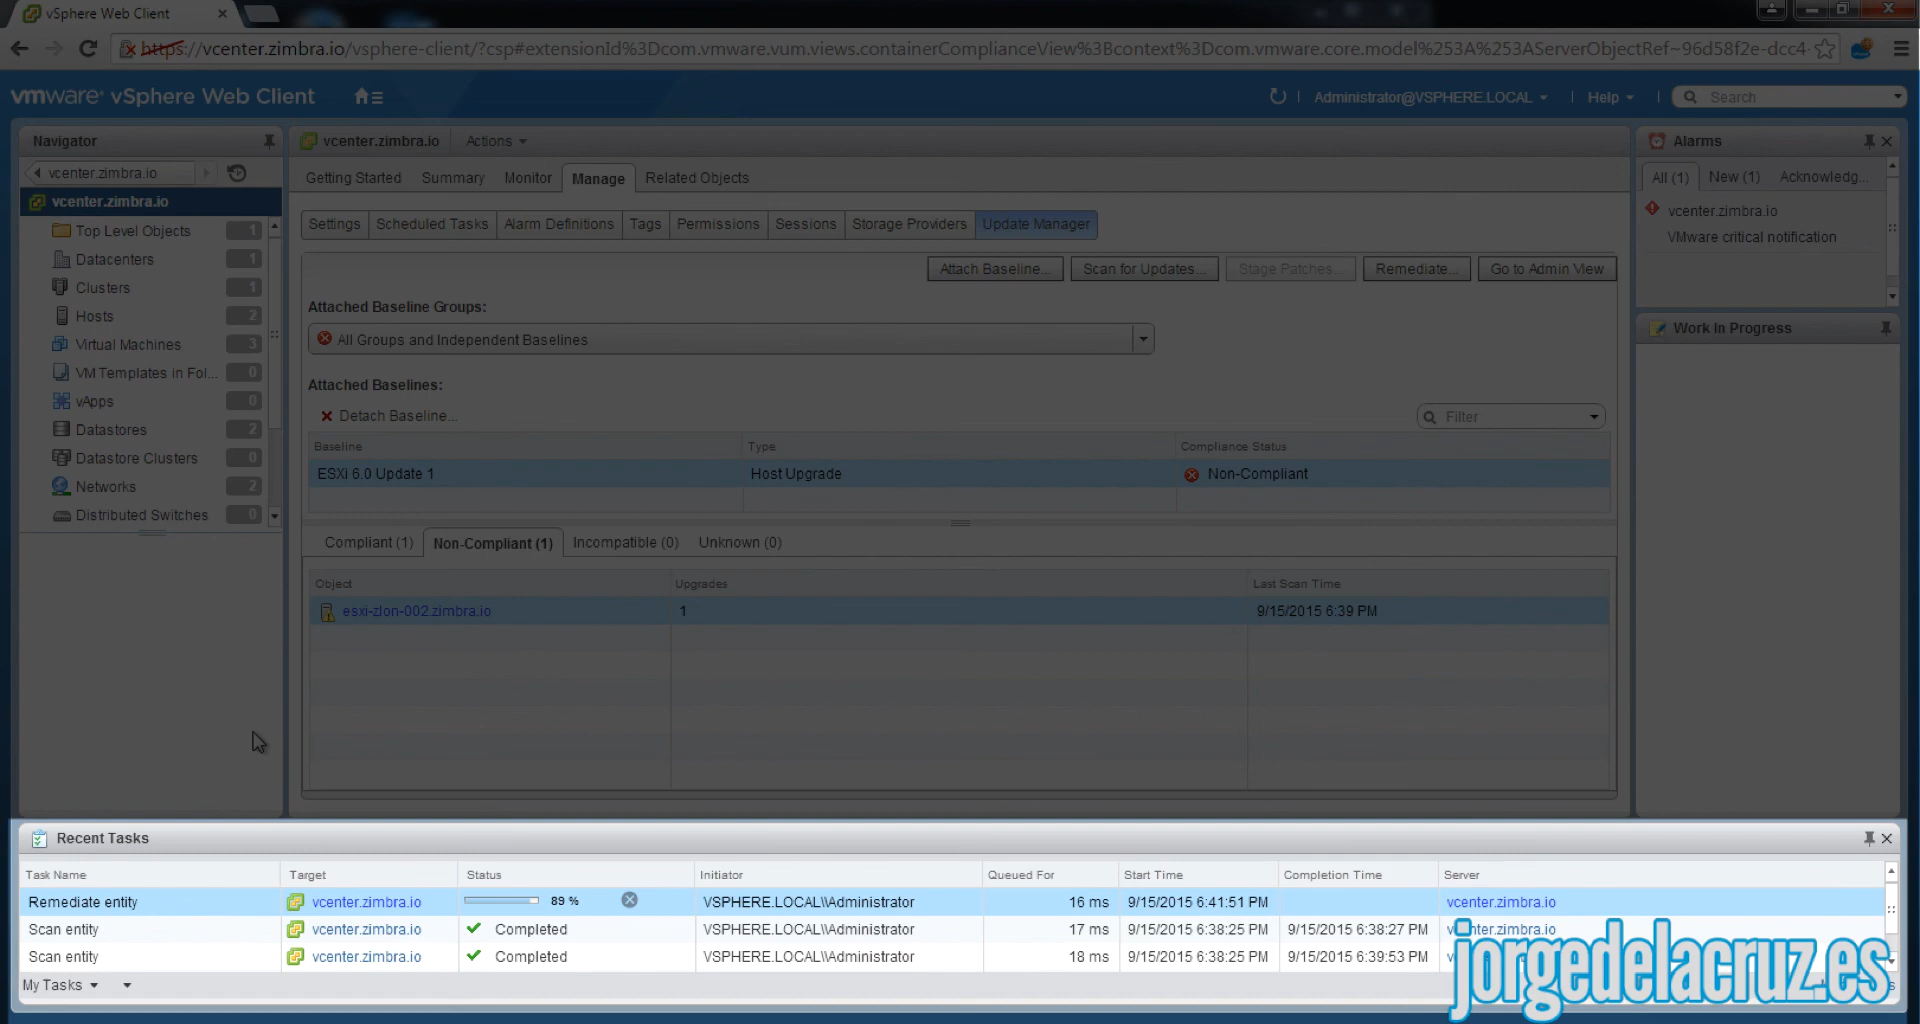 vSphere Web Client
https://vcenter.zimbra.io/vsphere-client/?csp#extensionId%3Dcom.vmware.vum.views.containerComplianceView%3Bcontext%3Dcom.vmware.core.model%253A%253AServerObjectRef~96d58f2e-dcc4-
vmware® vSphere Web Client
Administrator@VSPHERE.LOCAL
Help
Search
Navigator
vcenter.zimbra.io
vcenter.zimbra.io
Top Level Objects 1
Datacenters 1
Clusters 1
Hosts 2
Virtual Machines 3
VM Templates in Fol... 0
vApps 0
Datastores 2
Datastore Clusters 0
Networks 2
Distributed Switches 0
vcenter.zimbra.io Actions
Getting Started Summary Monitor Manage Related Objects
Settings Scheduled Tasks Alarm Definitions Tags Permissions Sessions Storage Providers Update Manager
Attach Baseline... Scan for Updates... Stage Patches... Remediate... Go to Admin View
Attached Baseline Groups:
All Groups and Independent Baselines
Attached Baselines:
Detach Baseline... Filter
Baseline Type Compliance Status
ESXi 6.0 Update 1 Host Upgrade Non-Compliant
Compliant (1) Non-Compliant (1) Incompatible (0) Unknown (0)
Object Upgrades Last Scan Time
esxi-zlon-002.zimbra.io 1 9/15/2015 6:39 PM
Alarms
All (1) New (1) Acknowledg...
vcenter.zimbra.io
VMware critical notification
Work In Progress
Recent Tasks
Task Name Target Status Initiator Queued For Start Time Completion Time Server
Remediate entity vcenter.zimbra.io 89 % VSPHERE.LOCAL\\Administrator 16 ms 9/15/2015 6:41:51 PM vcenter.zimbra.io
Scan entity vcenter.zimbra.io Completed VSPHERE.LOCAL\\Administrator 17 ms 9/15/2015 6:38:25 PM 9/15/2015 6:38:27 PM vcenter.zimbra.io
Scan entity vcenter.zimbra.io Completed VSPHERE.LOCAL\\Administrator 18 ms 9/15/2015 6:38:25 PM 9/15/2015 6:39:53 PM
My Tasks
jorgedelacruz.es